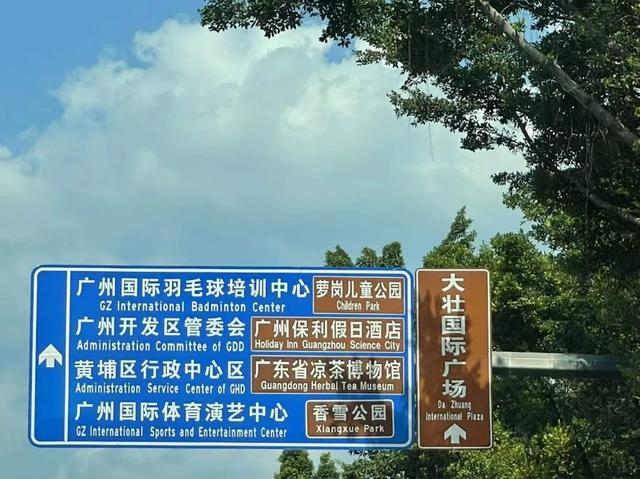 广州国际羽毛球培训中心
GZ International Badminton Center
萝岗儿童公园
Children Park
广州开发区管委会
Administration Committee of GDD
广州保利假日酒店
Holiday Inn Guangzhou Science City
黄埔区行政中心区
Administration Service Center of GHD
广东省凉茶博物馆
Guangdong Herbal Tea Museum
广州国际体育演艺中心
GZ International Sports and Entertainment Center
香雪公园
Xiangxue Park
大壮国际广场
Da Zhuang
International Plaza